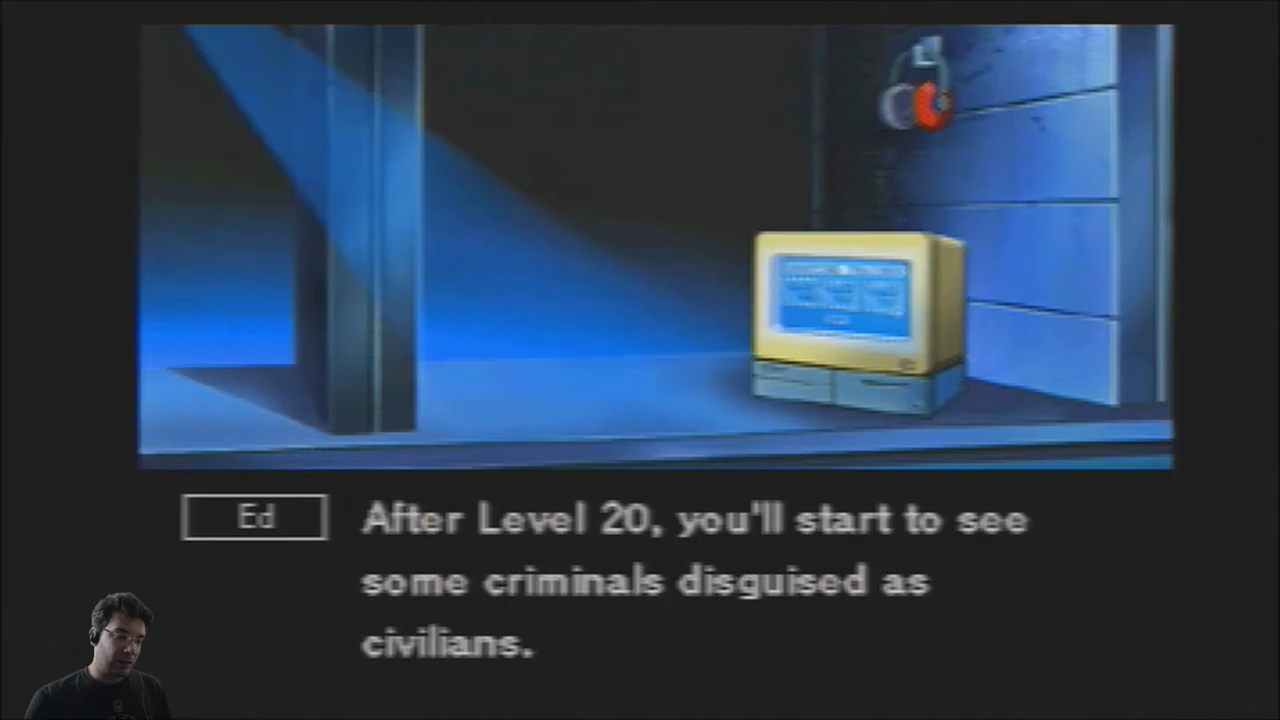 Ed
After Level 20, you'll start to see
some criminals disguised as
civilians.